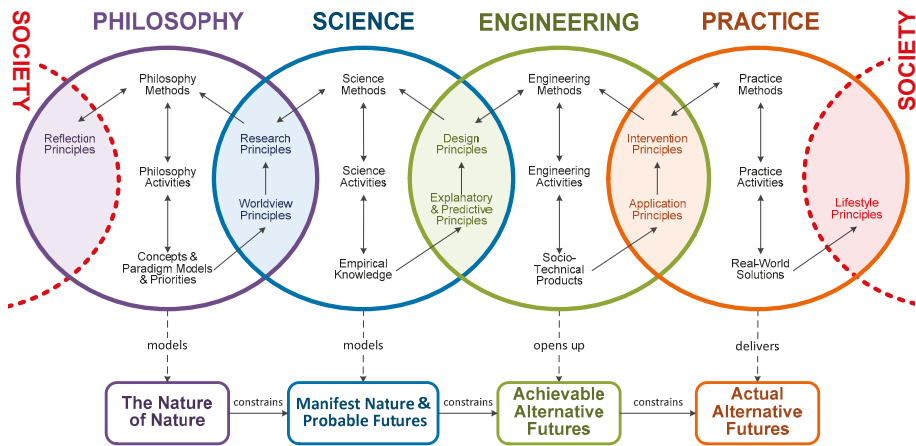 PHILOSOPHY
SCIENCE
ENGINEERING
PRACTICE
SOCIETY
SOCIETY
Philosophy
Methods
Reflection
Principles
Philosophy
Activities
Concepts &
Paradigm Models
& Priorities
Research
Principles
Worldview
Principles
Science
Methods
Science
Activities
Empirical
Knowledge
Design
Principles
Explanatory
& Predictive
Principles
Engineering
Methods
Engineering
Activities
Socio-
Technical
Products
Intervention
Principles
Application
Principles
Practice
Methods
Practice
Activities
Real-World
Solutions
Lifestyle
Principles
models
models
opens up
delivers
The Nature
of Nature
constrains
Manifest Nature &
Probable Futures
constrains
Achievable
Alternative
Futures
constrains
Actual
Alternative
Futures